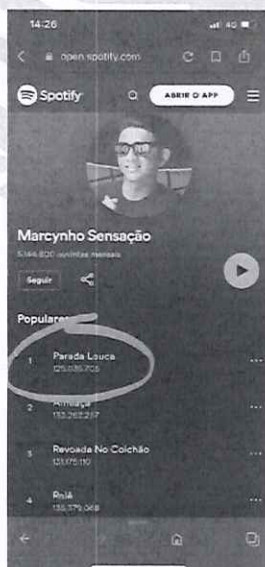 14:26
4G
open.spotify.com
Spotify
ABRIR O APP
Marcynho Sensação
ouvintes mensais
Seguir
Populares
1 Parada Louca
2 Ameaça
3 Revoada No Colchão
4 Rolê